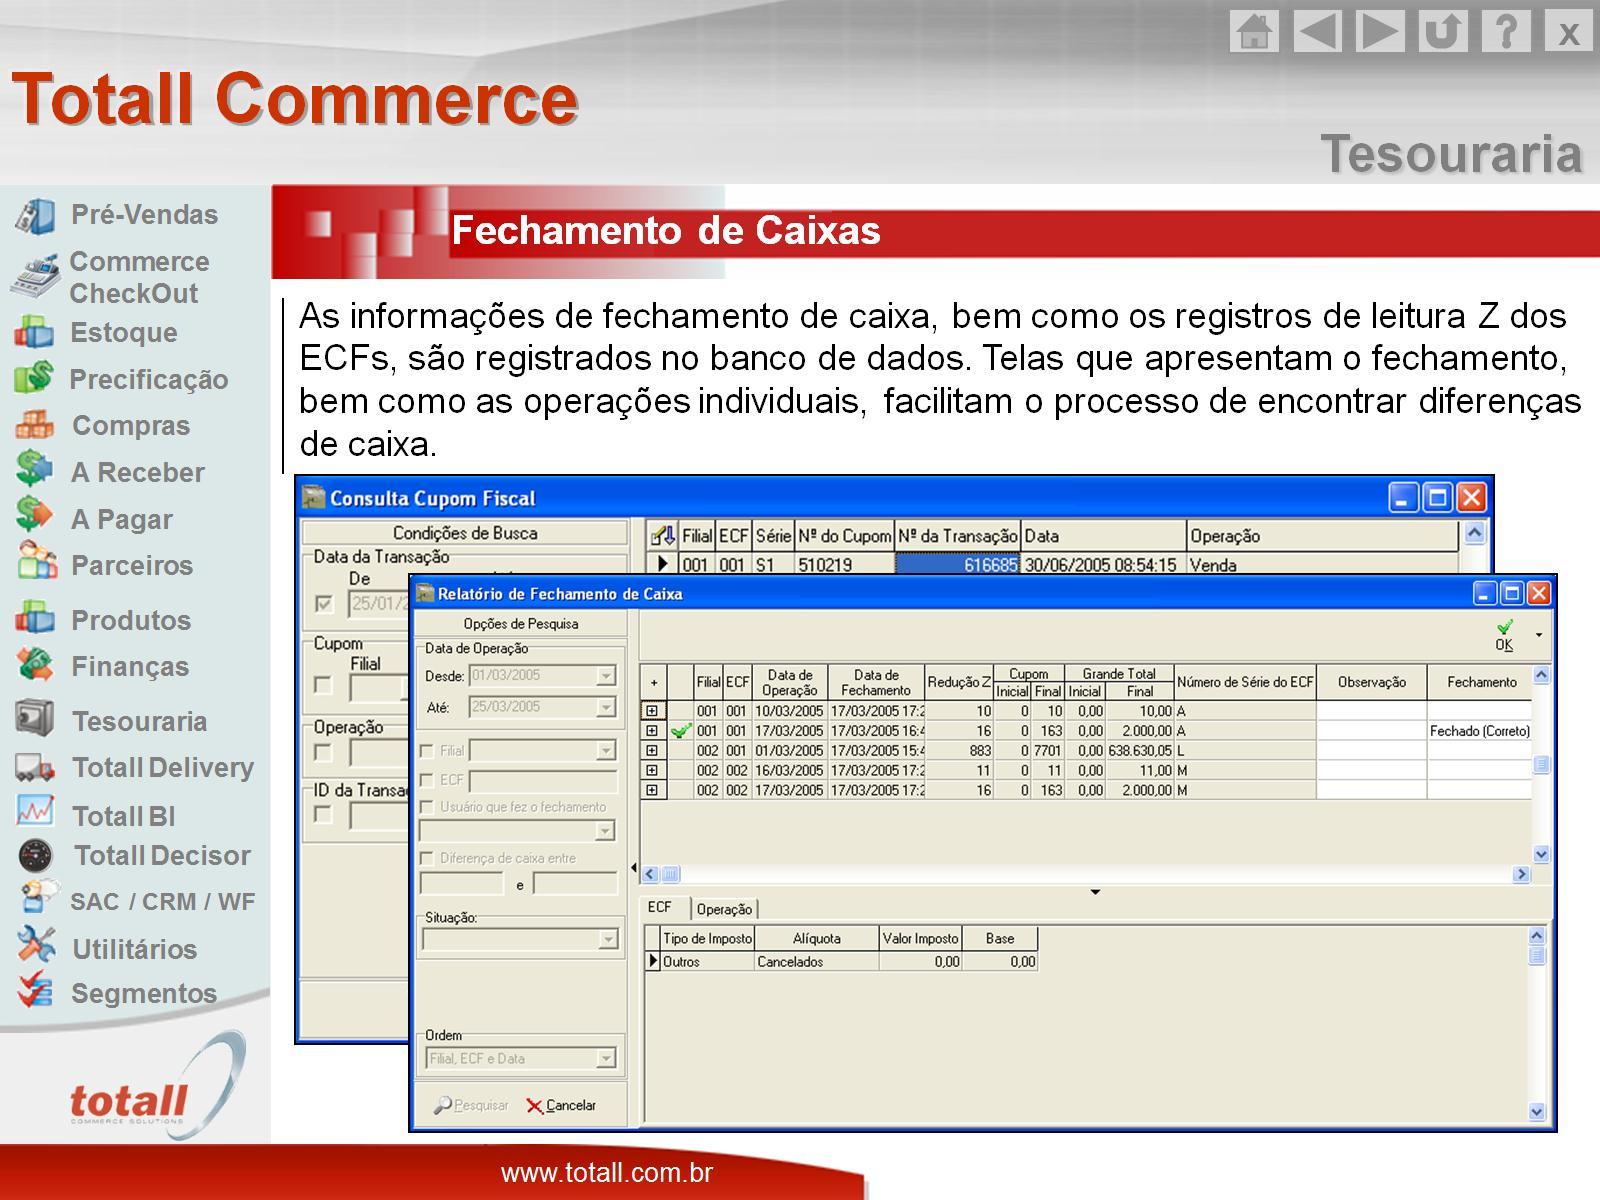 x
Totall Commerce
Tesouraria
Pré-Vendas
Commerce
CheckOut
Estoque
Precificação
Compras
A Receber
A Pagar
Parceiros
Produtos
Finanças
Tesouraria
Totall Delivery
Totall BI
Totall Decisor
SAC / CRM / WF
Utilitários
Segmentos
totall
COMMERCE SOLUTIONS
Fechamento de Caixas
As informações de fechamento de caixa, bem como os registros de leitura Z dos
ECFs, são registrados no banco de dados. Telas que apresentam o fechamento,
bem como as operações individuais, facilitam o processo de encontrar diferenças
de caixa.
Consulta Cupom Fiscal
Condições de Busca
Data da Transação
De
25/01/2
Cupom
Filial
Operação
ID da Transa
Filial ECF Série Nº do Cupom Nº da Transação Data Operação
001 001 S1 510219 616685 30/06/2005 08:54:15 Venda
Relatório de Fechamento de Caixa
Opções de Pesquisa
Data de Operação
Desde: 01/03/2005
Até: 25/03/2005
Filial
ECF
Usuário que fez o fechamento
Diferença de caixa entre
e
Situação:
Ordem
Filial, ECF e Data
Pesquisar Cancelar
OK
+ Filial ECF Data de Operação Data de Fechamento Redução Z Cupom Inicial Final Grande Total Inicial Final Número de Série do ECF Observação Fechamento
001 001 10/03/2005 17/03/2005 17:2 10 0 10 0,00 10,00 A
001 001 17/03/2005 17/03/2005 16:4 16 0 163 0,00 2.000,00 A Fechado (Correto)
002 001 01/03/2005 17/03/2005 15:4 883 0 7701 0,00 638.630,05 L
002 002 16/03/2005 17/03/2005 17:2 11 0 11 0,00 11,00 M
002 002 17/03/2005 17/03/2005 17:2 16 0 163 0,00 2.000,00 M
ECF Operação
Tipo de Imposto Alíquota Valor Imposto Base
Outros Cancelados 0,00 0,00
www.totall.com.br